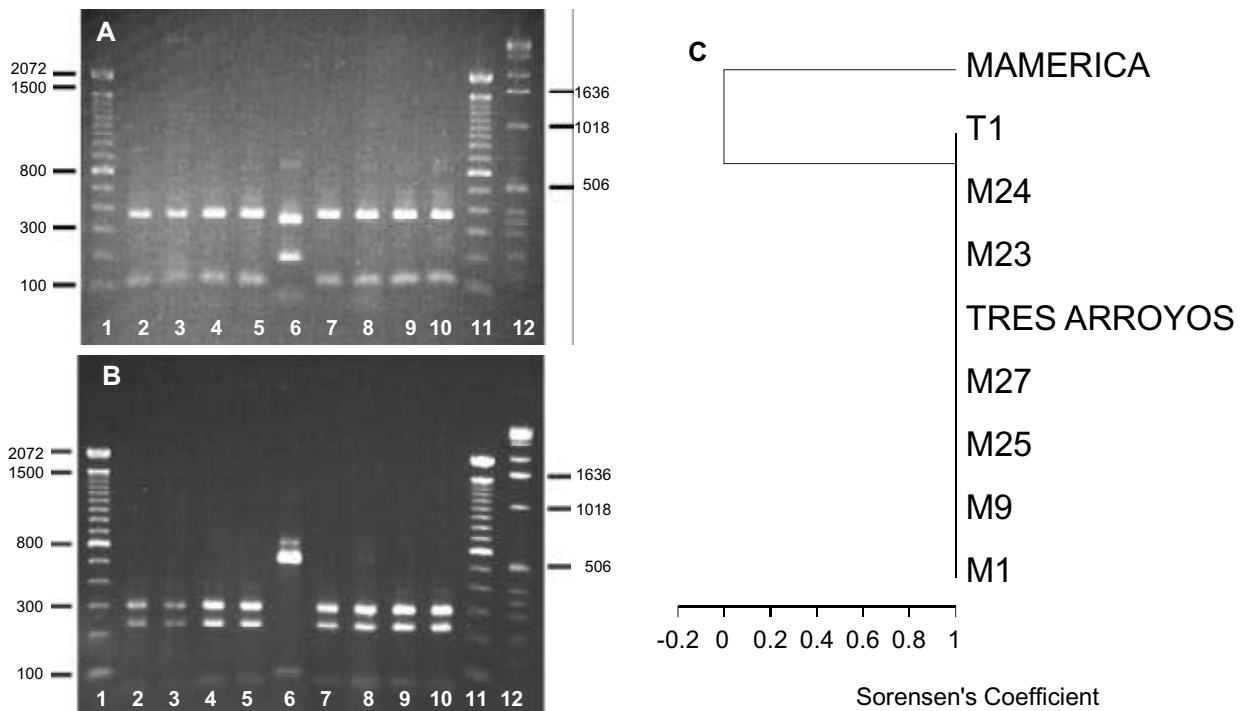 A
2072
1500
800
300
100
1636
1018
506
1 2 3 4 5 6 7 8 9 10 11 12
B
2072
1500
800
300
100
1636
1018
506
1 2 3 4 5 6 7 8 9 10 11 12
C
MAMERICA
T1
M24
M23
TRES ARROYOS
M27
M25
M9
M1
-0.2 0 0.2 0.4 0.6 0.8 1
Sorensen's Coefficient